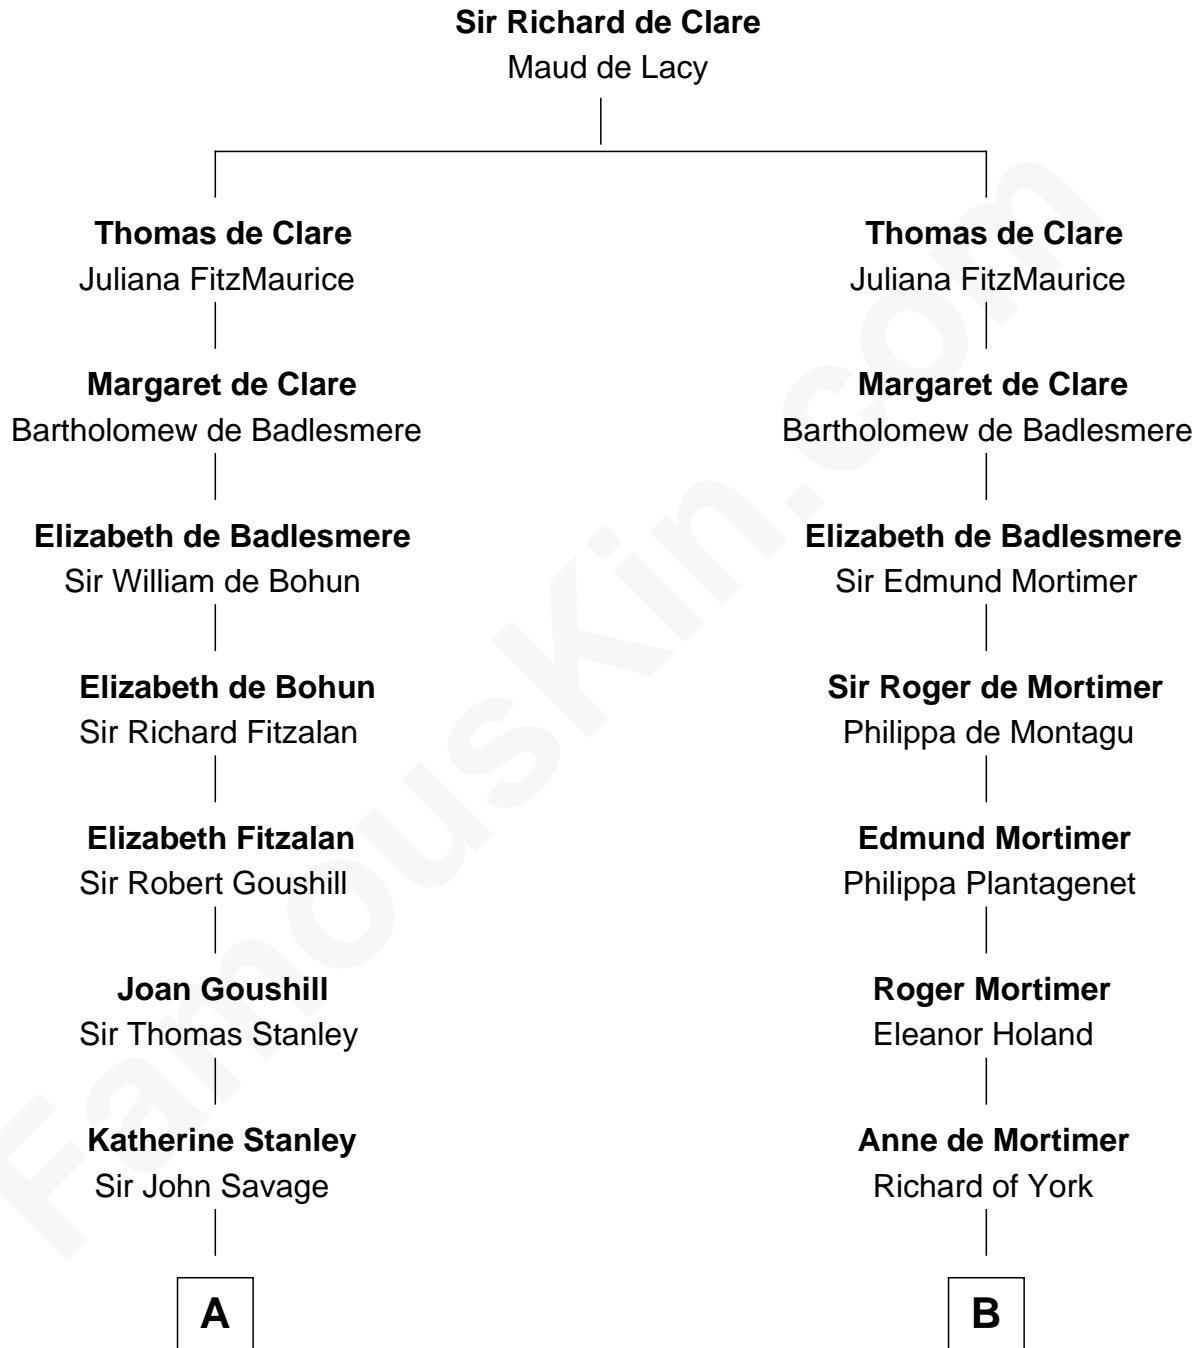 Sir Richard de Clare
Maud de Lacy
Thomas de Clare
Juliana FitzMaurice
Thomas de Clare
Juliana FitzMaurice
Margaret de Clare
Bartholomew de Badlesmere
Margaret de Clare
Bartholomew de Badlesmere
Elizabeth de Badlesmere
Sir William de Bohun
Elizabeth de Badlesmere
Sir Edmund Mortimer
Elizabeth de Bohun
Sir Richard Fitzalan
Sir Roger de Mortimer
Philippa de Montagu
Elizabeth Fitzalan
Sir Robert Goushill
Edmund Mortimer
Philippa Plantagenet
Joan Goushill
Sir Thomas Stanley
Roger Mortimer
Eleanor Holand
Katherine Stanley
Sir John Savage
Anne de Mortimer
Richard of York
A
B
FamousKin.com